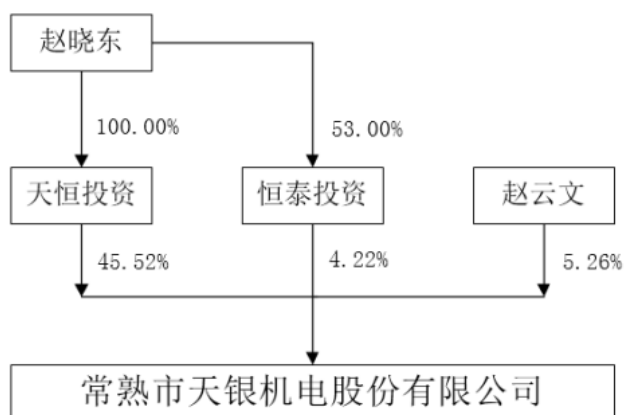 赵晓东
100.00%
53.00%
天恒投资
恒泰投资
赵云文
45.52%
4.22%
5.26%
常熟市天银机电股份有限公司